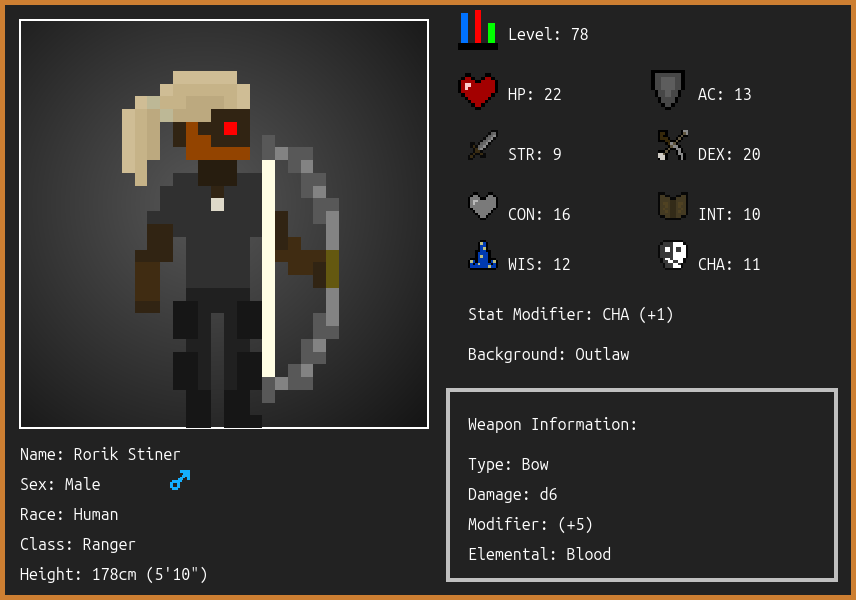 Level: 78
HP: 22
AC: 13
STR: 9
DEX: 20
CON: 16
INT: 10
WIS: 12
CHA: 11
Stat Modifier: CHA (+1)
Background: Outlaw
Weapon Information:
Type: Bow
Damage: d6
Modifier: (+5)
Elemental: Blood
Name: Rorik Stiner
Sex: Male
Race: Human
Class: Ranger
Height: 178cm (5'10")